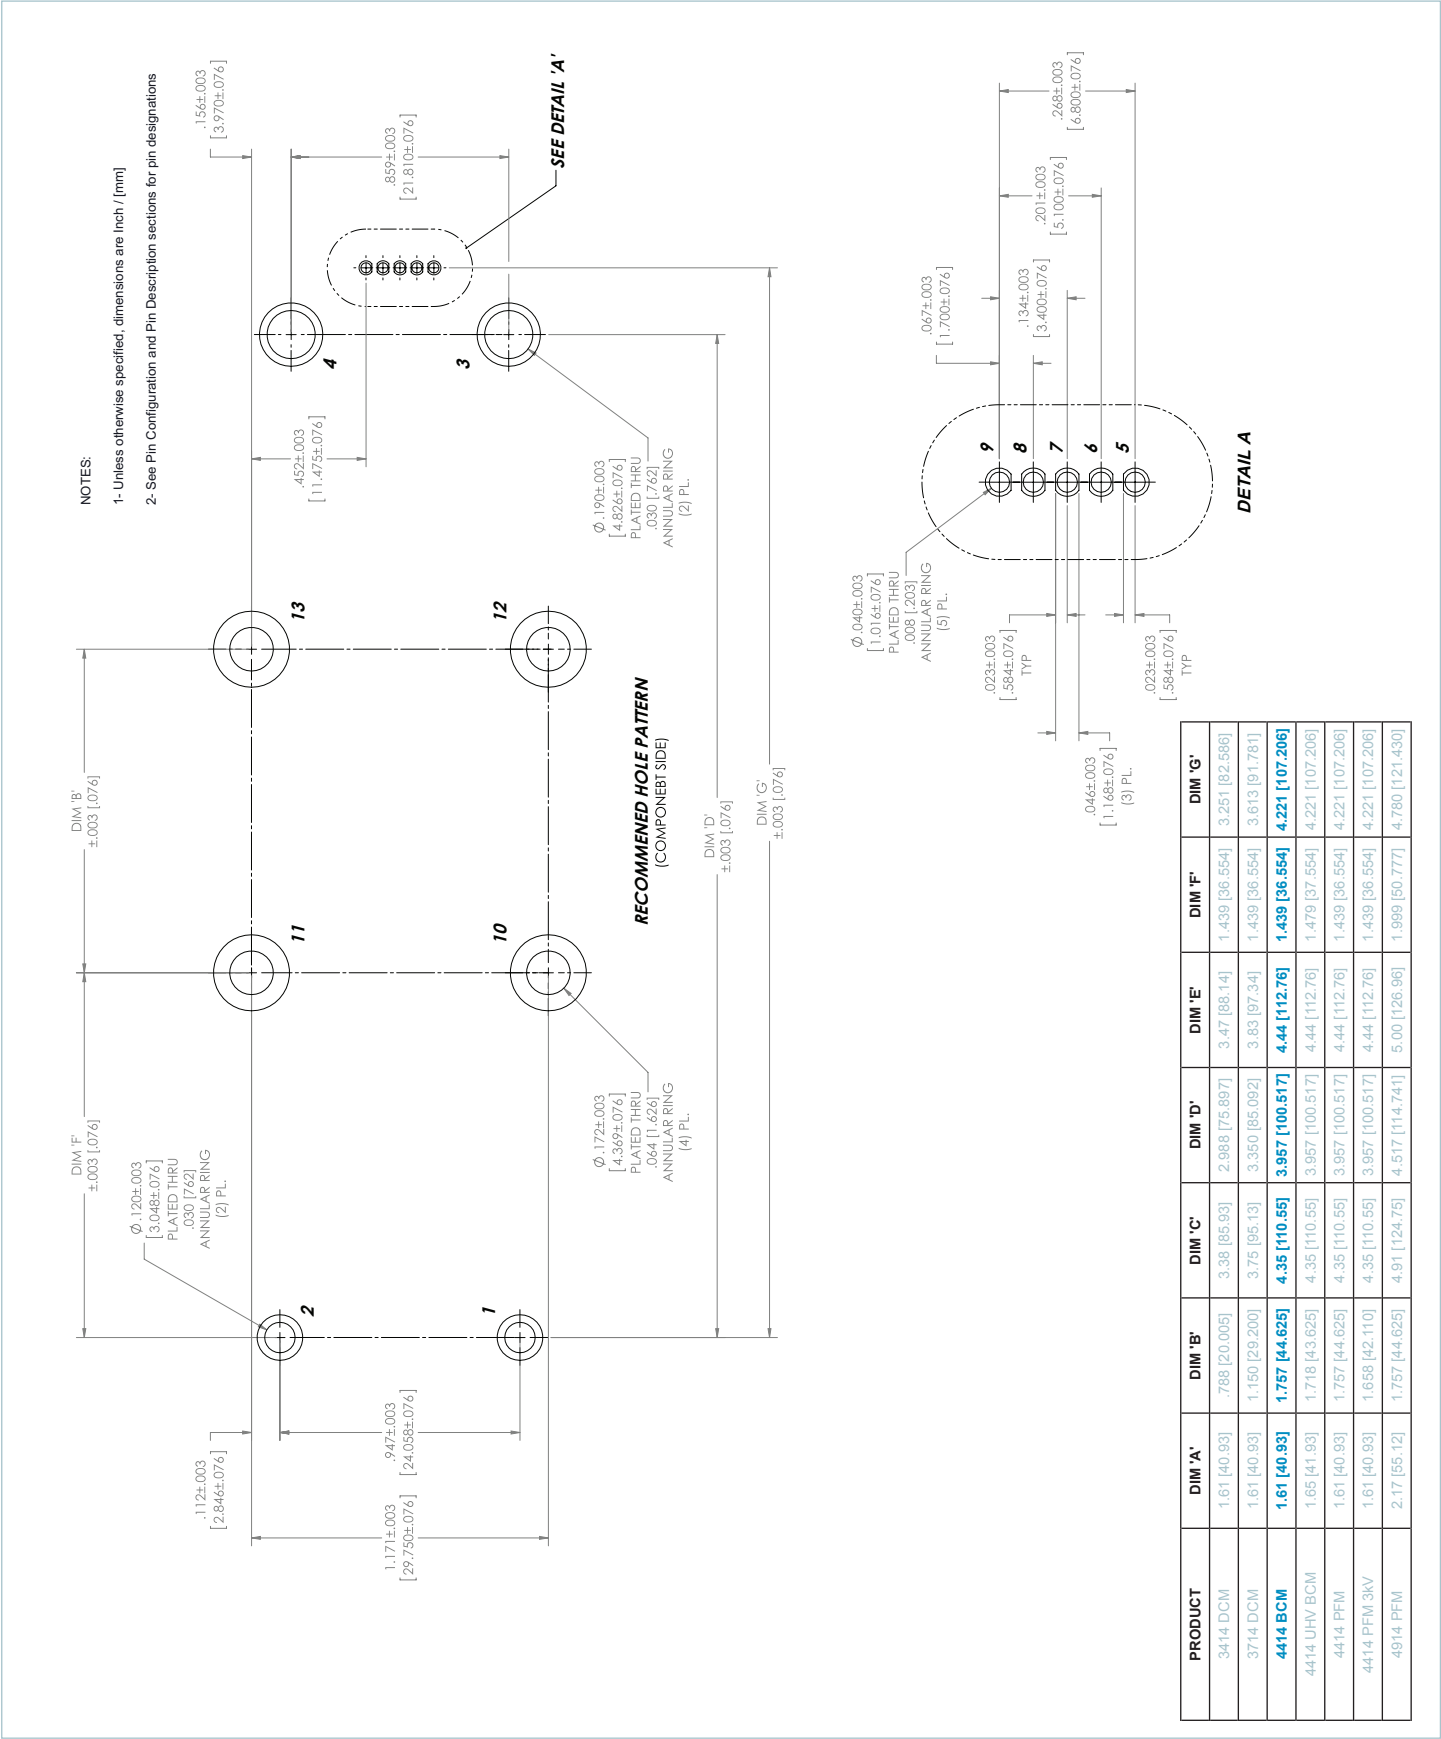 NOTES:
1- Unless otherwise specified, dimensions are Inch / [mm]
2- See Pin Configuration and Pin Description sections for pin designations
DIM 'F'
±.003 [.076]
DIM 'B'
±.003 [.076]
Ø .120±.003
[3.048±.076]
PLATED THRU
.030 [762]
ANNULAR RING
(2) PL.
.112±.003
[2.846±.076]
.156±.003
[3.970±.076]
2
11
13
4
.452±.003
[11.475±.076]
.947±.003
[24.058±.076]
1.171±.003
[29.750±.076]
.859±.003
[21.810±.076]
SEE DETAIL 'A'
1
10
12
3
Ø .172±.003
[4.369±.076]
PLATED THRU
.064 [1.626]
ANNULAR RING
(4) PL.
Ø .190±.003
[4.826±.076]
PLATED THRU
.030 [.762]
ANNULAR RING
(2) PL.
RECOMMENED HOLE PATTERN
(COMPONEBT SIDE)
DIM 'D'
±.003 [.076]
DIM 'G'
±.003 [.076]
Ø.040±.003
[1.016±.076]
PLATED THRU
.008 [.203]
ANNULAR RING
(5) PL.
.067±.003
[1.700±.076]
.134±.003
[3.400±.076]
.201±.003
[5.100±.076]
.268±.003
[6.800±.076]
9
8
7
6
5
.023±.003
[.584±.076]
TYP
.046±.003
[1.168±.076]
(3) PL.
.023±.003
[.584±.076]
TYP
DETAIL A
PRODUCT DIM 'A' DIM 'B' DIM 'C' DIM 'D' DIM 'E' DIM 'F' DIM 'G'
3414 DCM 1.61 [40.93] .788 [20.005] 3.38 [85.93] 2.988 [75.897] 3.47 [88.14] 1.439 [36.554] 3.251 [82.586]
3714 DCM 1.61 [40.93] 1.150 [29.200] 3.75 [95.13] 3.350 [85.092] 3.83 [97.34] 1.439 [36.554] 3.613 [91.781]
4414 BCM 1.61 [40.93] 1.757 [44.625] 4.35 [110.55] 3.957 [100.517] 4.44 [112.76] 1.439 [36.554] 4.221 [107.206]
4414 UHV BCM 1.65 [41.93] 1.718 [43.625] 4.35 [110.55] 3.957 [100.517] 4.44 [112.76] 1.479 [37.554] 4.221 [107.206]
4414 PFM 1.61 [40.93] 1.757 [44.625] 4.35 [110.55] 3.957 [100.517] 4.44 [112.76] 1.439 [36.554] 4.221 [107.206]
4414 PFM 3kV 1.61 [40.93] 1.658 [42.110] 4.35 [110.55] 3.957 [100.517] 4.44 [112.76] 1.439 [36.554] 4.221 [107.206]
4914 PFM 2.17 [55.12] 1.757 [44.625] 4.91 [124.75] 4.517 [114.741] 5.00 [126.96] 1.999 [50.777] 4.780 [121.430]